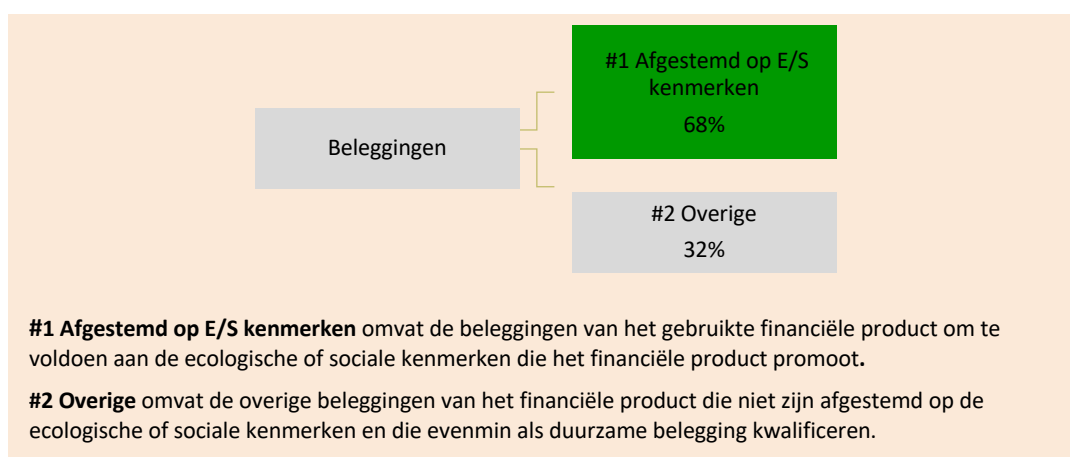 #1 Afgestemd op E/S
kenmerken
68%
Beleggingen
#2 Overige
32%
#1 Afgestemd op E/S kenmerken omvat de beleggingen van het gebruikte financiële product om te
voldoen aan de ecologische of sociale kenmerken die het financiële product promoot.
#2 Overige omvat de overige beleggingen van het financiële product die niet zijn afgestemd op de
ecologische of sociale kenmerken en die evenmin als duurzame belegging kwalificeren.